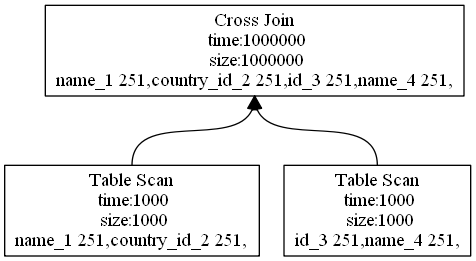 Cross Join
time:1000000
size:1000000
name_1 251,country_id_2 251,id_3 251,name_4 251,
Table Scan
time:1000
size:1000
name_1 251,country_id_2 251,
Table Scan
time:1000
size:1000
id_3 251,name_4 251,